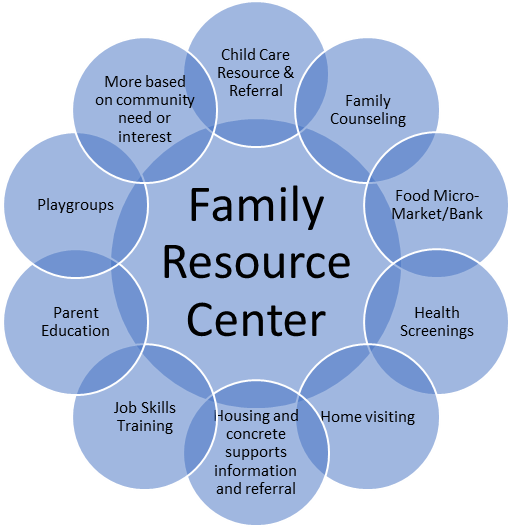 Child Care
Resource &
Referral
Family
Counseling
Food Micro-
Market/Bank
Health
Screenings
Home visiting
Housing and
concrete
supports
information
and referral
Job Skills
Training
Parent
Education
Playgroups
More based
on community
need or
interest
Family
Resource
Center